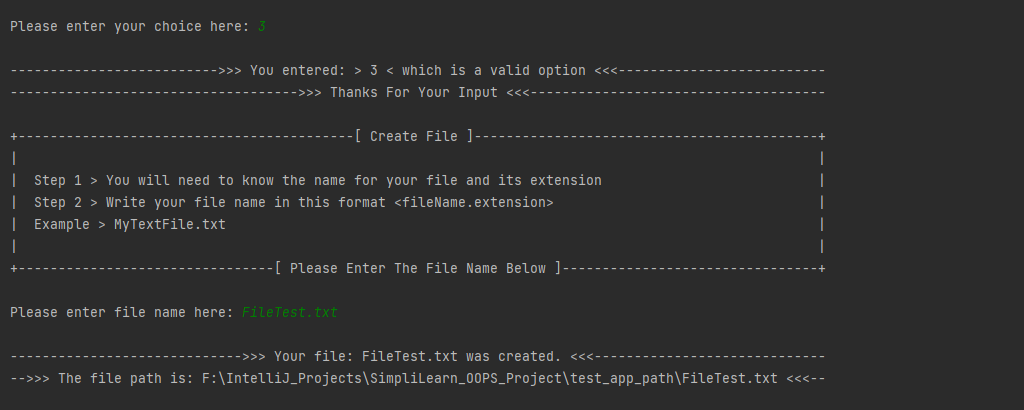 Please enter your choice here: 3
-------------------------->>> You entered: > 3 < which is a valid option <<<--------------------------
------------------------------------>>> Thanks For Your Input <<<-------------------------------------
+------------------------------------------[ Create File ]-------------------------------------------+
|                                                                                                    |
|  Step 1 > You will need to know the name for your file and its extension                           |
|  Step 2 > Write your file name in this format <fileName.extension>                                 |
|  Example > MyTextFile.txt                                                                          |
|                                                                                                    |
+--------------------------------[ Please Enter The File Name Below ]--------------------------------+
Please enter file name here: FileTest.txt
----------------------------->>> Your file: FileTest.txt was created. <<<-----------------------------
-->>> The file path is: F:\IntelliJ_Projects\SimpliLearn_OOPS_Project\test_app_path\FileTest.txt <<<--